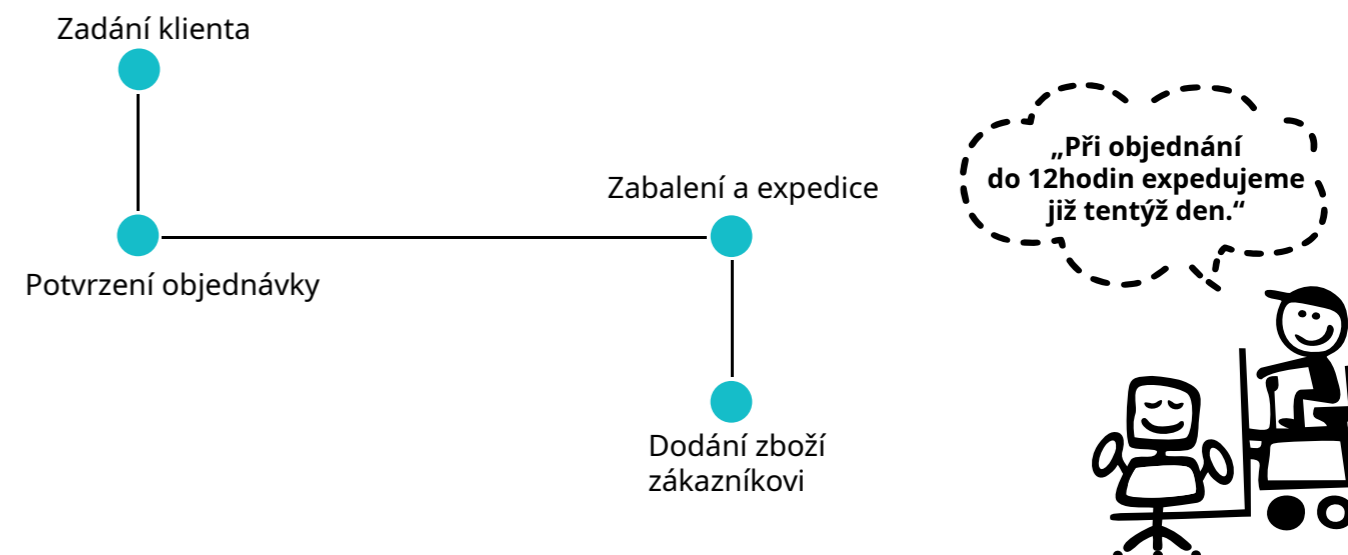 Zadání klienta
Potvrzení objednávky
Zabalení a expedice
Dodání zboží
zákazníkovi
„Při objednání
do 12hodin expedujeme
již tentýž den.“